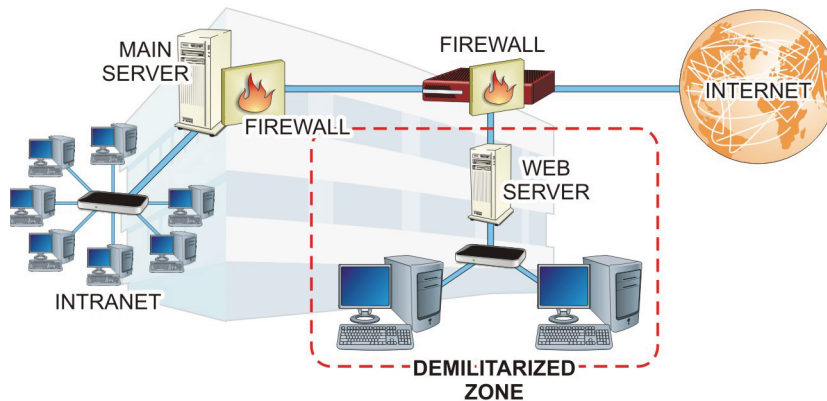 MAIN
SERVER
FIREWALL
FIREWALL
INTERNET
WEB
SERVER
INTRANET
DEMILITARIZED
ZONE